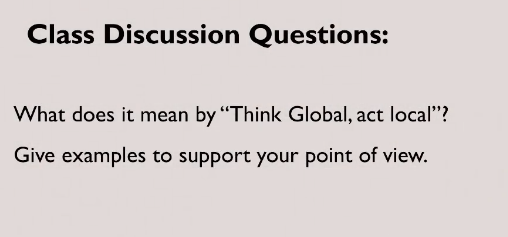 Class Discussion Questions:
What does it mean by “Think Global, act local”?
Give examples to support your point of view.